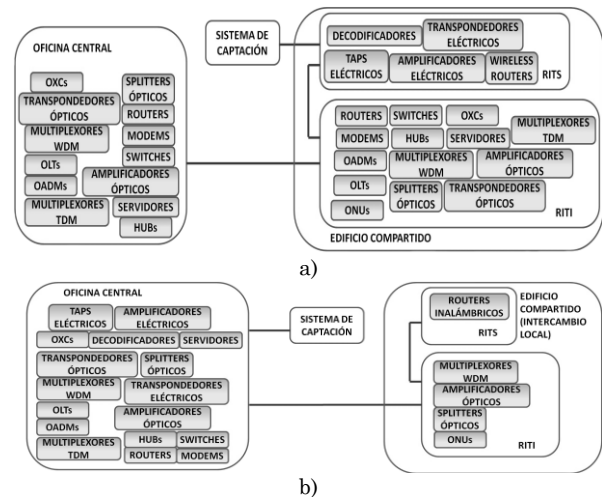 OFICINA CENTRAL
OXCs
SPLITTERS
ÓPTICOS
TRANSPONDEDORES
ÓPTICOS
ROUTERS
MULTIPLEXORES
WDM
MODEMS
OLTs
SWITCHES
OADMs
AMPLIFICADORES
ÓPTICOS
MULTIPLEXORES
TDM
SERVIDORES
HUBs
SISTEMA DE
CAPTACIÓN
DECODIFICADORES
TRANSPONDEDORES
ELÉCTRICOS
TAPS
ELÉCTRICOS
AMPLIFICADORES
ELÉCTRICOS
WIRELESS
ROUTERS
RITS
ROUTERS
SWITCHES
OXCs
MULTIPLEXORES
TDM
MODEMS
HUBs
SERVIDORES
OADMs
MULTIPLEXORES
WDM
AMPLIFICADORES
ÓPTICOS
OLTs
SPLITTERS
ÓPTICOS
TRANSPONDEDORES
ÓPTICOS
ONUs
RITI
EDIFICIO COMPARTIDO
a)
OFICINA CENTRAL
TAPS
ELÉCTRICOS
AMPLIFICADORES
ELÉCTRICOS
OXCs
DECODIFICADORES
SERVIDORES
TRANSPONDEDORES
ÓPTICOS
SPLITTERS
ÓPTICOS
MULTIPLEXORES
WDM
TRANSPONDEDORES
ELÉCTRICOS
OLTs
AMPLIFICADORES
ÓPTICOS
OADMs
MULTIPLEXORES
TDM
HUBs
SWITCHES
ROUTERS
MODEMS
SISTEMA DE
CAPTACIÓN
ROUTERS
INALÁMBRICOS
RITS
EDIFICIO
COMPARTIDO
(INTERCAMBIO
LOCAL)
MULTIPLEXORES
WDM
AMPLIFICADORES
ÓPTICOS
SPLITTERS
ÓPTICOS
ONUs
RITI
b)